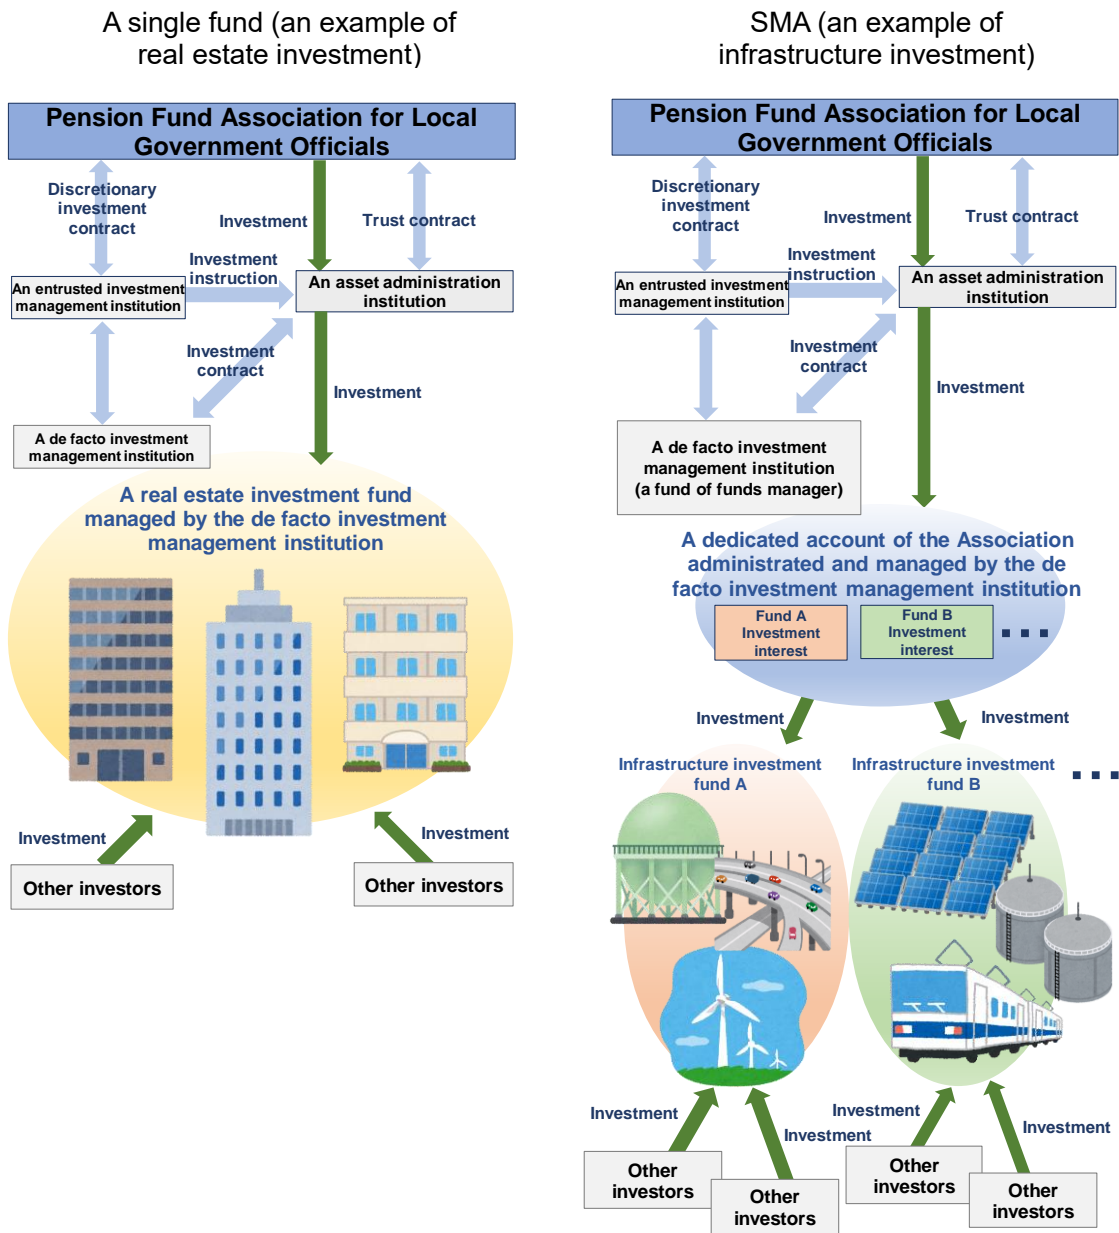 A single fund (an example of
real estate investment)
Pension Fund Association for Local
Government Officials
Discretionary
investment
contract
Investment
Trust contract
Investment
instruction
An entrusted investment
management institution
An asset administration
institution
Investment
contract
Investment
A de facto investment
management institution
A real estate investment fund
managed by the de facto investment
management institution
Investment
Investment
Other investors
Other investors
SMA (an example of
infrastructure investment)
Pension Fund Association for Local
Government Officials
Discretionary
investment
contract
Investment
Trust contract
Investment
instruction
An entrusted investment
management institution
An asset administration
institution
Investment
contract
Investment
A de facto investment
management institution
(a fund of funds manager)
A dedicated account of the Association
administrated and managed by the de
facto investment management institution
Fund A
Investment
interest
Fund B
Investment
interest
Investment
Investment
Infrastructure investment
fund A
Infrastructure investment
fund B
Investment
Investment
Investment
Investment
Other
investors
Other
investors
Other
investors
Other
investors